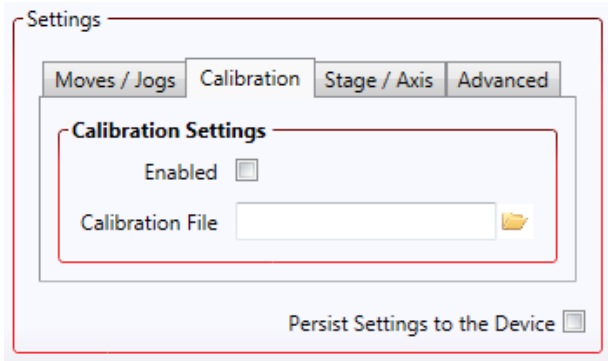 Settings
Moves / Jogs Calibration Stage / Axis Advanced
Calibration Settings
Enabled
Calibration File
Persist Settings to the Device